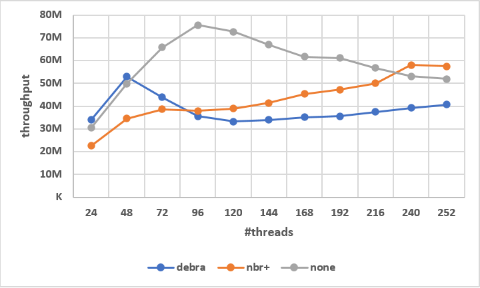 80M
70M
60M
50M
40M
30M
20M
10M
K
throughput
24 48 72 96 120 144 168 192 216 240 252
#threads
debra nbr+ none